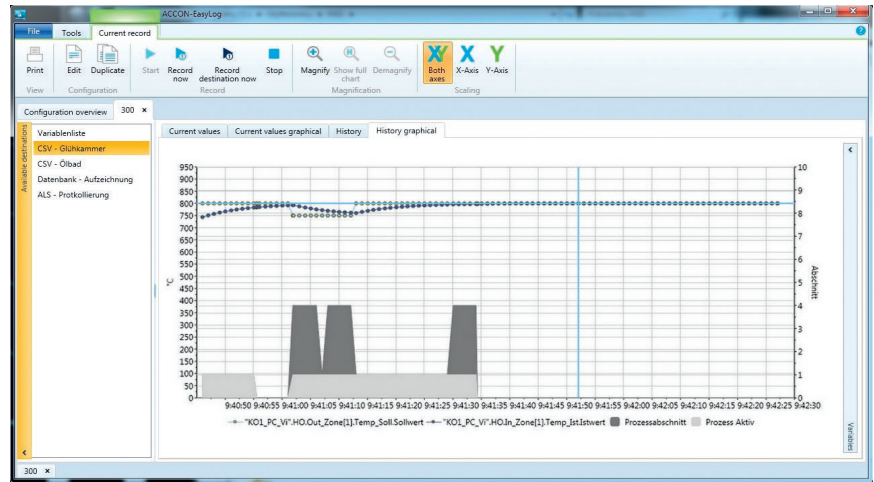 ACCON-EasyLog
File Tools Current record
Print Edit Duplicate Start Record now Record destination now Stop Magnify Show full chart Demagnify Both axes X-Axis Y-Axis
View Configuration Record Magnification Scaling
Configuration overview 300
Available destinations
Variablenliste
CSV - Glühkammer
CSV - Ölbad
Datenbank - Aufzeichnung
ALS - Protkollierung
Current values Current values graphical History History graphical
950
900
850
800
750
700
650
600
550
500
450
400
350
300
250
200
150
100
50
0
°C
10
9
8
7
6
5
4
3
2
1
0
Abschnitt
9:40:50 9:40:55 9:41:00 9:41:05 9:41:10 9:41:15 9:41:20 9:41:25 9:41:30 9:41:35 9:41:40 9:41:45 9:41:50 9:41:55 9:42:00 9:42:05 9:42:10 9:42:15 9:42:20 9:42:25 9:42:30
"KO1_PC_Vi".HO.Out_Zone[1].Temp_Soll.Sollwert "KO1_PC_Vi".HO.In_Zone[1].Temp_Ist.Istwert Prozessabschnitt Prozess Aktiv
Variables
300